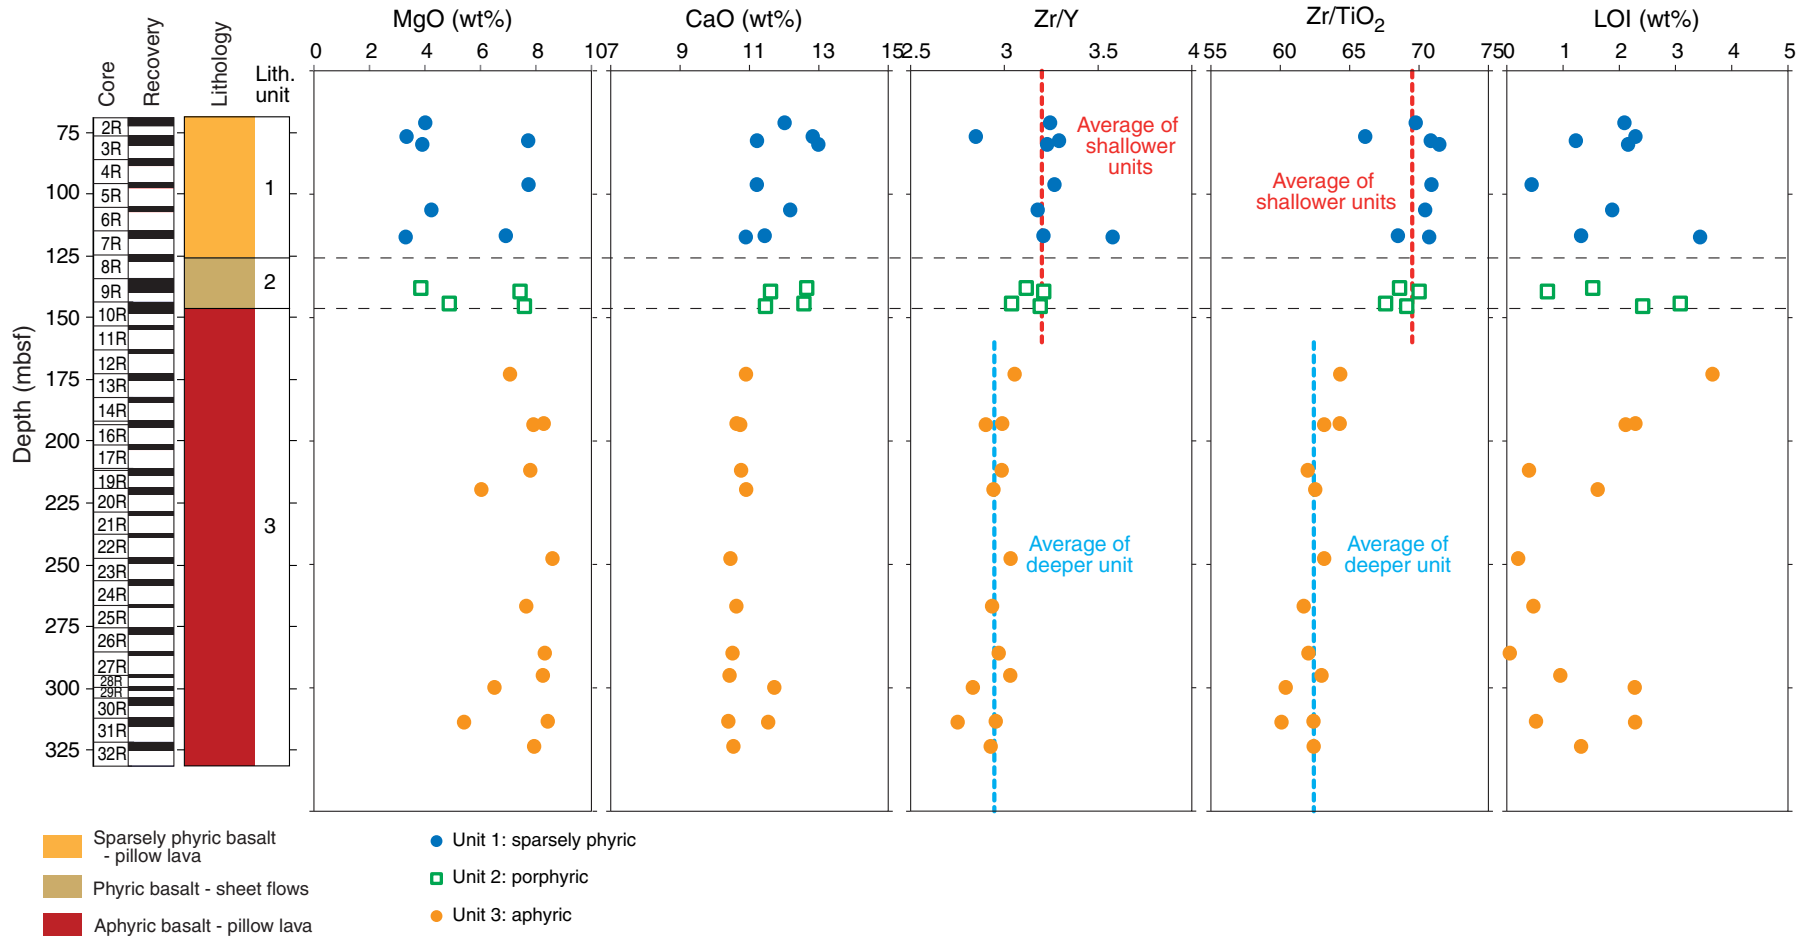 MgO (wt%)
CaO (wt%)
Zr/Y
Zr/TiO2
LOI (wt%)
0 2 4 6 8 10
7 9 11 13 15
2.5 3 3.5 4
55 60 65 70 75
0 1 2 3 4 5
Core
Recovery
Lithology
Lith.
unit
Depth (mbsf)
75
100
125
150
175
200
225
250
275
300
325
2R
3R
4R
5R
6R
7R
8R
9R
10R
11R
12R
13R
14R
16R
17R
19R
20R
21R
22R
23R
24R
25R
26R
27R
28R
29R
30R
31R
32R
1
2
3
Average of
shallower
units
Average of
shallower units
Average of
deeper unit
Average of
deeper unit
Sparsely phyric basalt
- pillow lava
Phyric basalt - sheet flows
Aphyric basalt - pillow lava
Unit 1: sparsely phyric
Unit 2: porphyric
Unit 3: aphyric